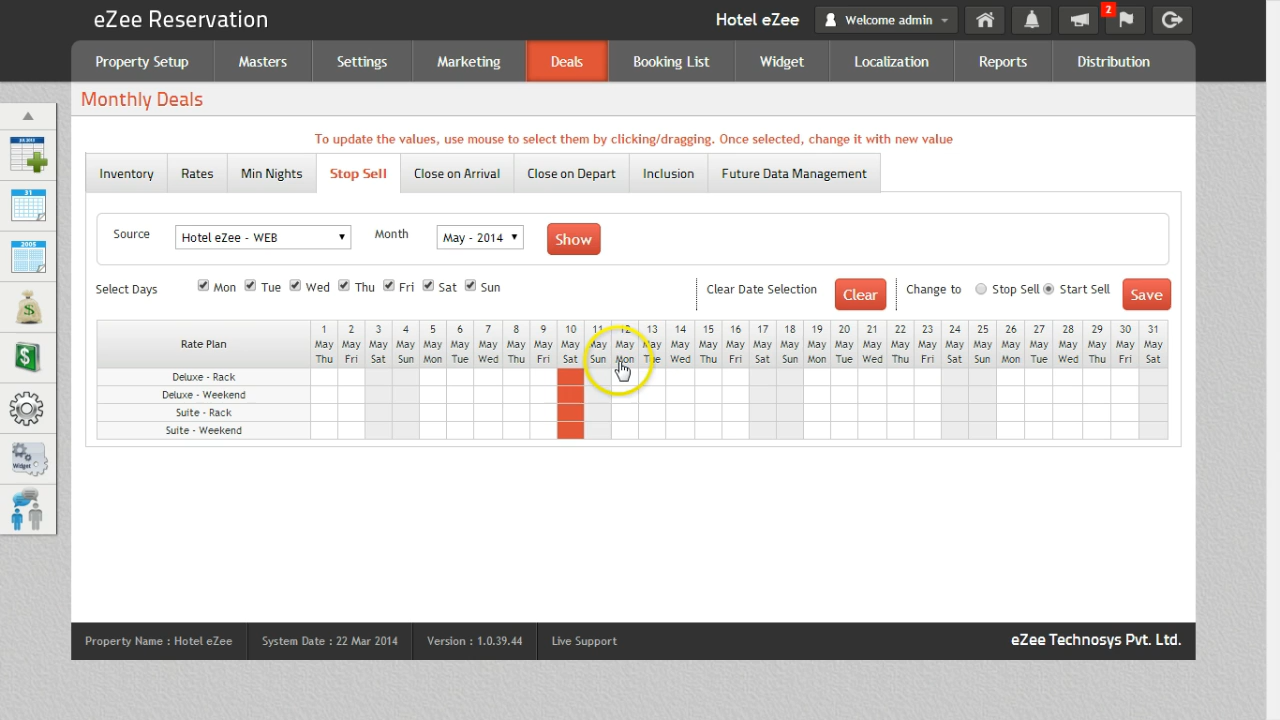 eZee Reservation
Hotel eZee
Welcome admin
2
Property Setup Masters Settings Marketing Deals Booking List Widget Localization Reports Distribution
Monthly Deals
To update the values, use mouse to select them by clicking/dragging. Once selected, change it with new value
Inventory Rates Min Nights Stop Sell Close on Arrival Close on Depart Inclusion Future Data Management
Source Hotel eZee - WEB Month May - 2014 Show
Select Days Mon Tue Wed Thu Fri Sat Sun Clear Date Selection Clear Change to Stop Sell Start Sell Save
1 2 3 4 5 6 7 8 9 10 11 12 13 14 15 16 17 18 19 20 21 22 23 24 25 26 27 28 29 30 31
Rate Plan May May May May May May May May May May May May May May May May May May May May May May May May May May May May May May May
Thu Fri Sat Sun Mon Tue Wed Thu Fri Sat Sun Mon Tue Wed Thu Fri Sat Sun Mon Tue Wed Thu Fri Sat Sun Mon Tue Wed Thu Fri Sat
Deluxe - Rack
Deluxe - Weekend
Suite - Rack
Suite - Weekend
Widget
Property Name : Hotel eZee System Date : 22 Mar 2014 Version : 1.0.39.44 Live Support eZee Technosys Pvt. Ltd.